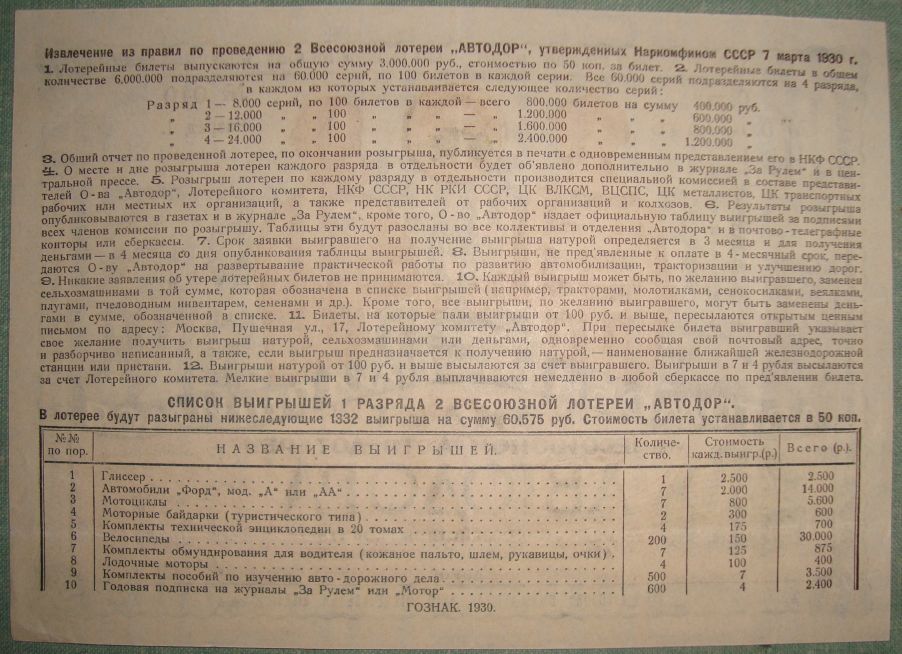 Извлечение из правил по проведению 2 Всесоюзной лотереи „АВТОДОР“, утвержденных Наркомфином СССР 7 марта 1930 г.
1. Лотерейные билеты выпускаются на общую сумму 3.000.000 руб., стоимостью по 50 коп. за билет. 2. Лотерейные билеты в общем
количестве 6.000.000 подразделяются на 60.000 серий, по 100 билетов в каждой серии. Все 60.000 серий подразделяются на 4 разряда,
в каждом из которых устанавливается следующее количество серий:
Разряд 1 — 8.000 серий, по 100 билетов в каждой — всего 800.000 билетов на сумму 400.000 руб.
„ 2 — 12.000 „ „ 100 „ „ „ — „ 1.200.000 „ „ „ 600.000 „
„ 3 — 16.000 „ „ 100 „ „ „ — „ 1.600.000 „ „ „ 800.000 „
„ 4 — 24.000 „ „ 100 „ „ „ — „ 2.400.000 „ „ „ 1.200.000 „
3. Общий отчет по проведенной лотерее, по окончании розыгрыша, публикуется в печати с одновременным представлением его в НКФ СССР.
4. О месте и дне розыгрыша лотереи каждого разряда в отдельности будет об'явлено дополнительно в журнале „За Рулем“ и в цен-
тральной прессе. 5. Розыгрыш лотереи по каждому разряду в отдельности производится специальной комиссией в составе представи-
телей О-ва „Автодор“, Лотерейного комитета, НКФ СССР, НК РКИ СССР, ЦК ВЛКСМ, ВЦСПС, ЦК металлистов, ЦК транспортных
рабочих или местных их организаций, а также представителей от рабочих организаций и колхозов. 6. Результаты розыгрыша
опубликовываются в газетах и в журнале „За Рулем“, кроме того, О-во „Автодор“ издает официальную таблицу выигрышей за подписями
всех членов комиссии по розыгрышу. Таблицы эти будут разосланы во все коллективы и отделения „Автодора“ и в почтово-телеграфные
конторы или сберкассы. 7. Срок заявки выигравшего на получение выигрыша натурой определяется в 3 месяца и для получения
деньгами — в 4 месяца со дня опубликования таблицы выигрышей. 8. Выигрыши, не пред'явленные к оплате в 4-месячный срок, пере-
даются О-ву „Автодор“ на развертывание практической работы по развитию автомобилизации, тракторизации и улучшению дорог.
9. Никакие заявления об утере лотерейных билетов не принимаются. 10. Каждый выигрыш может быть, по желанию выигравшего, заменен
сельхозмашинами в той сумме, которая обозначена в списке выигрышей (например, тракторами, молотилками, сенокосилками, веялками,
плугами, пчеловодным инвентарем, семенами и др.). Кроме того, все выигрыши, по желанию выигравшего, могут быть заменены день-
гами в сумме, обозначенной в списке. 11. Билеты, на которые пали выигрыши от 100 руб. и выше, пересылаются открытым ценным
письмом по адресу: Москва, Пушечная ул., 17, Лотерейному комитету „Автодор“. При пересылке билета выигравший указывает
свое желание получить выигрыш натурой, сельхозмашинами или деньгами, одновременно сообщая свой почтовый адрес, точно
и разборчиво написанный, а также, если выигрыш предназначается к получению натурой, — наименование ближайшей железнодорожной
станции или пристани. 12. Выигрыши натурой от 100 руб. и выше высылаются за счет выигравшего. Выигрыши в 7 и 4 рубля высылаются
за счет Лотерейного комитета. Мелкие выигрыши в 7 и 4 рубля выплачиваются немедленно в любой сберкассе по пред'явлении билета.
СПИСОК ВЫИГРЫШЕЙ 1 РАЗРЯДА 2 ВСЕСОЮЗНОЙ ЛОТЕРЕИ „АВТОДОР“.
В лотерее будут разыграны нижеследующие 1332 выигрыша на сумму 60.575 руб. Стоимость билета устанавливается в 50 коп.
№№ по пор. НАЗВАНИЕ ВЫИГРЫШЕЙ. Количе-ство. Стоимость кажд. выигр.(р.) Всего (р.).
1 Глиссер 1 2.500 2.500
2 Автомобили „Форд“, мод. „А“ или „АА“ 7 2.000 14.000
3 Мотоциклы 7 800 5.600
4 Моторные байдарки (туристического типа) 2 300 600
5 Комплекты технической энциклопедии в 20 томах 4 175 700
6 Велосипеды 200 150 30.000
7 Комплекты обмундирования для водителя (кожаное пальто, шлем, рукавицы, очки) 7 125 875
8 Лодочные моторы 4 100 400
9 Комплекты пособий по изучению авто-дорожного дела 500 7 3.500
10 Годовая подписка на журналы „За Рулем“ или „Мотор“ 600 4 2.400
ГОЗНАК. 1930.